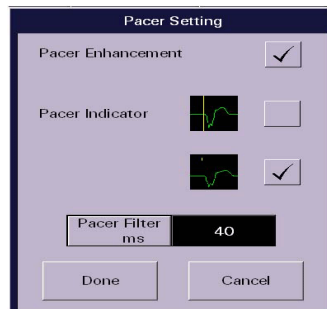 Pacer Setting
Pacer Enhancement
Pacer Indicator
Pacer Filter 40
ms
Done Cancel